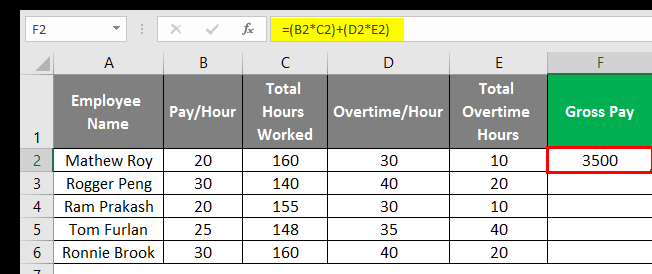 F2 =(B2*C2)+(D2*E2)
A B C D E F
1 Employee Name Pay/Hour Total Hours Worked Overtime/Hour Total Overtime Hours Gross Pay
2 Mathew Roy 20 160 30 10 3500
3 Rogger Peng 30 140 40 20
4 Ram Prakash 20 155 30 10
5 Tom Furlan 25 148 35 40
6 Ronnie Brook 30 160 40 20